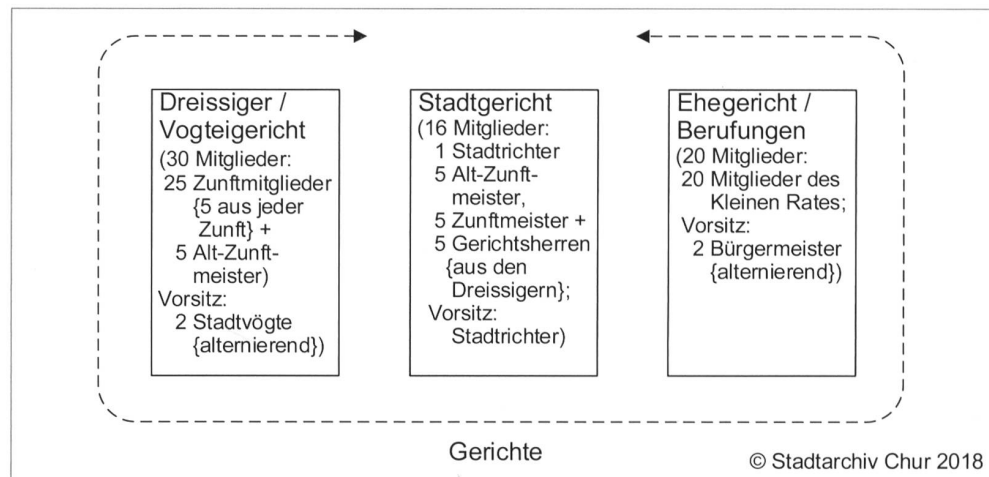 Dreissiger /
Vogteigericht
(30 Mitglieder:
25 Zunftmitglieder
{5 aus jeder
Zunft} +
5 Alt-Zunft-
meister)
Vorsitz:
2 Stadtvögte
{alternierend})
Stadtgericht
(16 Mitglieder:
1 Stadtrichter
5 Alt-Zunft-
meister,
5 Zunftmeister +
5 Gerichtsherren
{aus den
Dreissigern};
Vorsitz:
Stadtrichter)
Ehegericht /
Berufungen
(20 Mitglieder:
20 Mitglieder des
Kleinen Rates;
Vorsitz:
2 Bürgermeister
{alternierend})
Gerichte
© Stadtarchiv Chur 2018